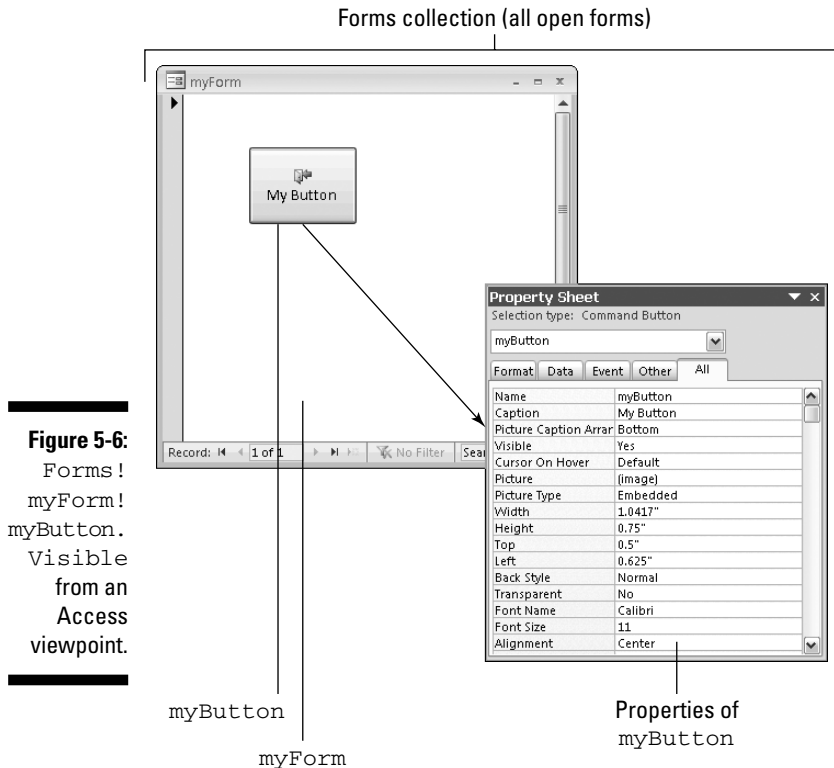 Forms collection (all open forms)
myForm
My Button
Property Sheet
Selection type: Command Button
myButton
Format Data Event Other All
Name myButton
Caption My Button
Picture Caption Arrar Bottom
Visible Yes
Cursor On Hover Default
Picture (image)
Picture Type Embedded
Width 1.0417"
Height 0.75"
Top 0.5"
Left 0.625"
Back Style Normal
Transparent No
Font Name Calibri
Font Size 11
Alignment Center
Record: 1 of 1 No Filter Sear
Figure 5-6:
Forms!
myForm!
myButton.
Visible
from an
Access
viewpoint.
myButton
myForm
Properties of
myButton